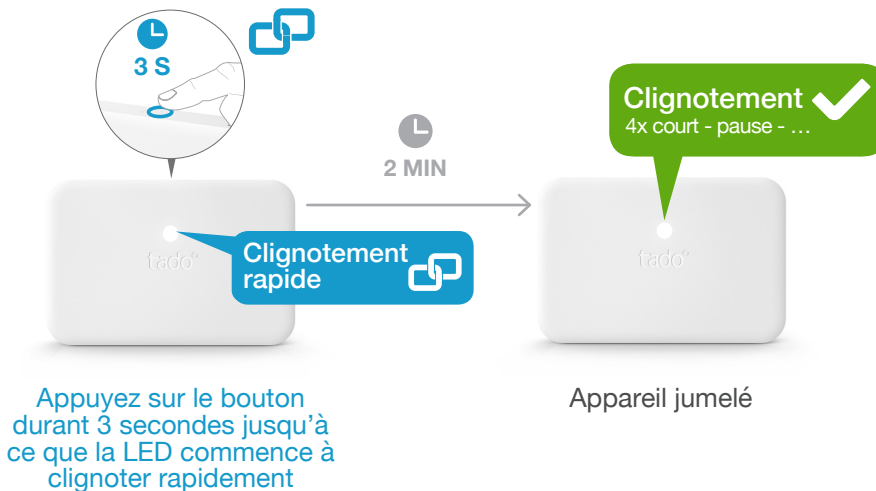 3 S
2 MIN
Clignotement
4x court - pause - …
tado°
Clignotement
rapide
tado°
Appuyez sur le bouton
durant 3 secondes jusqu’à
ce que la LED commence à
clignoter rapidement
Appareil jumelé